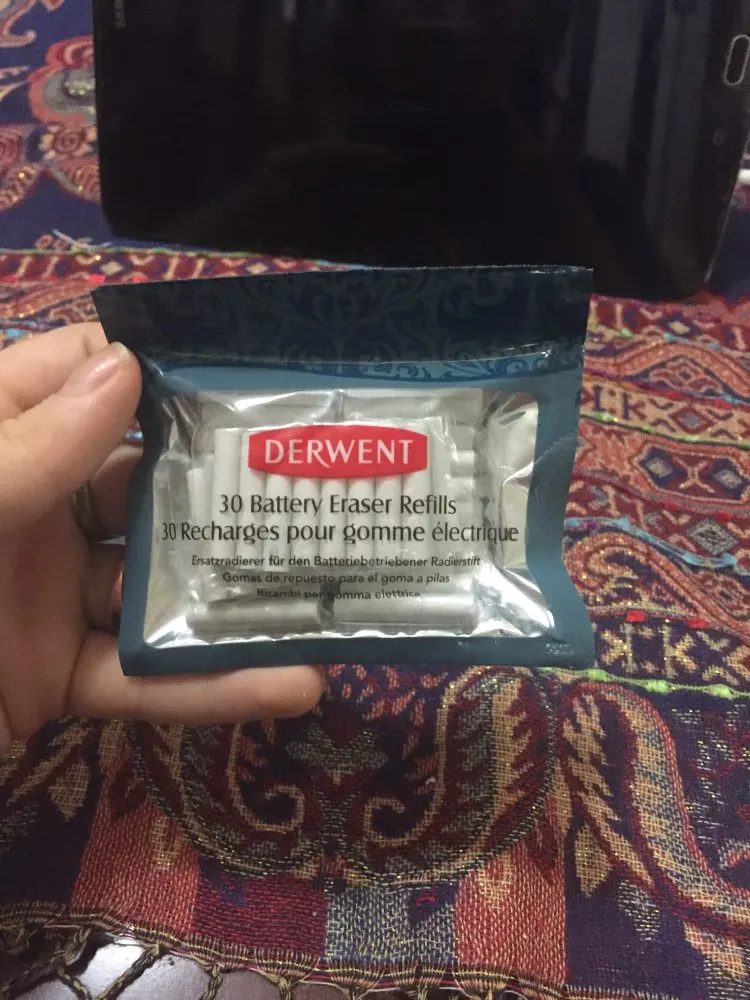 DERWENT
30 Battery Eraser Refills
30 Recharges pour gomme électrique
Ersatzradierer für den Batteriebetriebener Radierstift
Gomas de repuesto para el goma a pilas
Ricambi per gomma elettrica